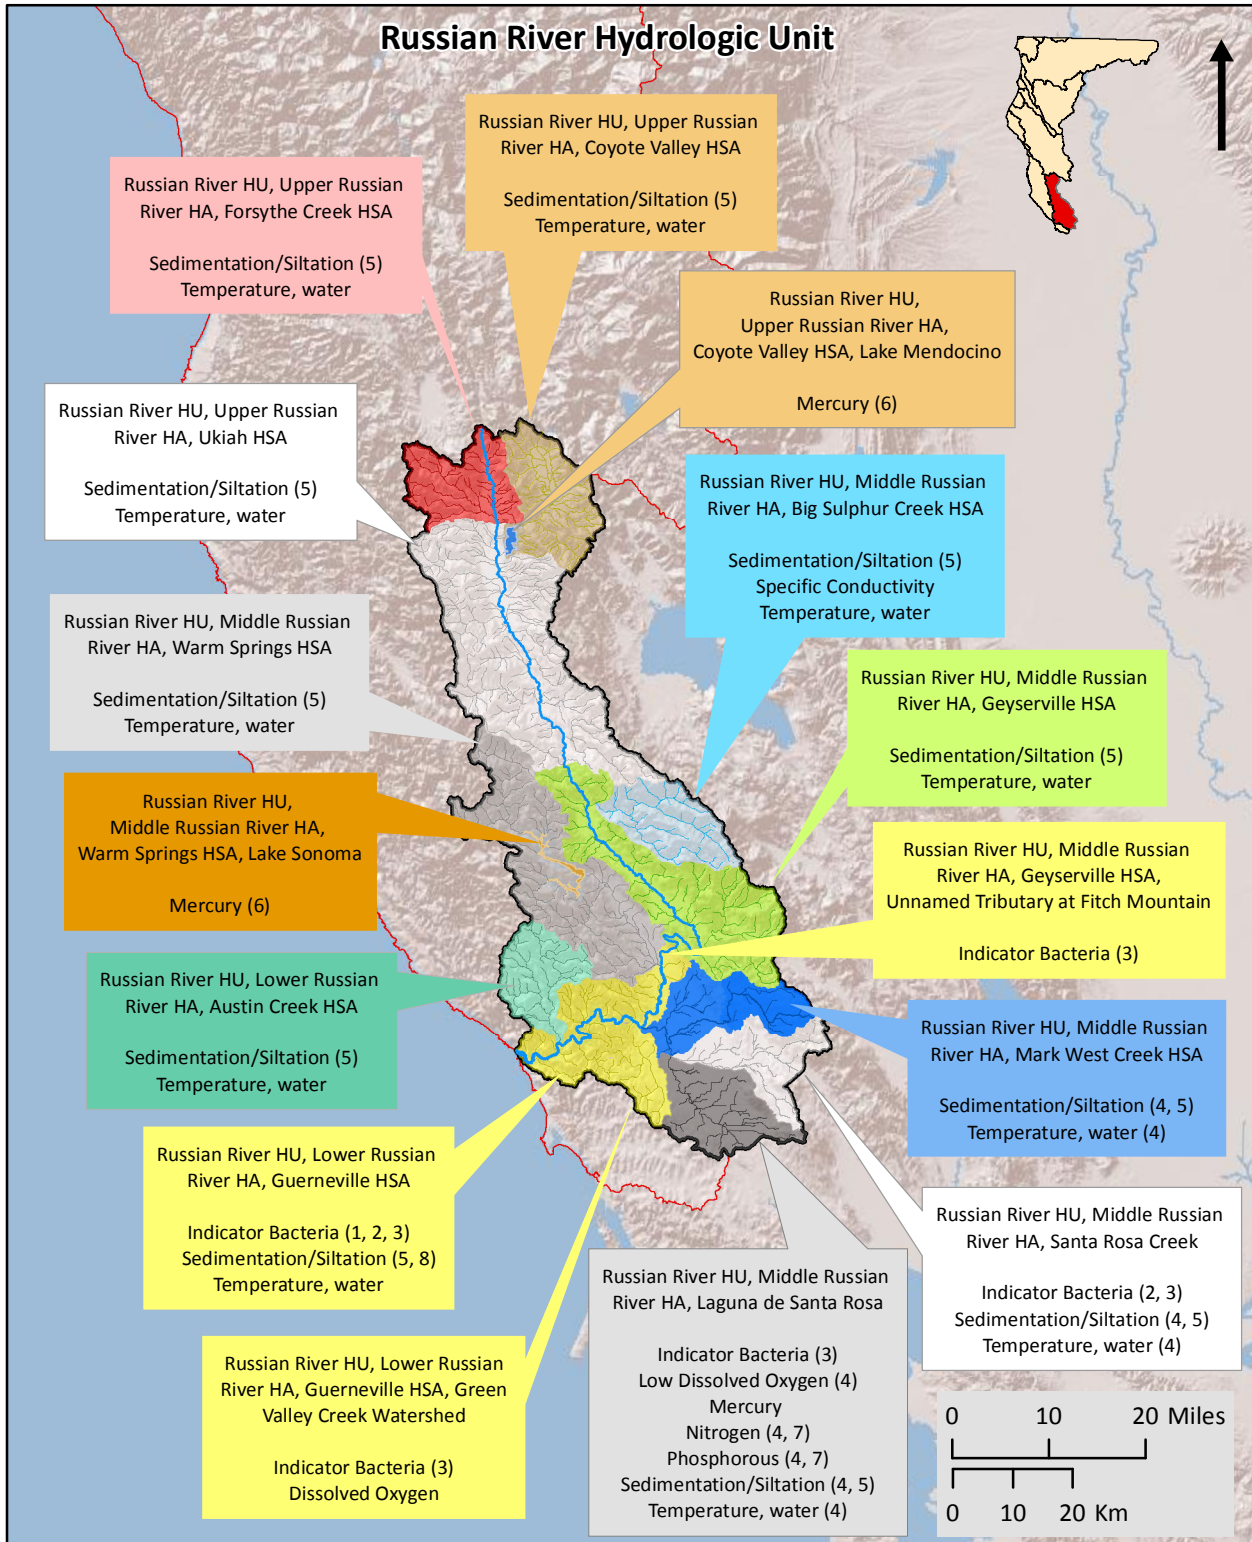 Russian River Hydrologic Unit
Russian River HU, Upper Russian
River HA, Coyote Valley HSA
Sedimentation/Siltation (5)
Temperature, water
Russian River HU, Upper Russian
River HA, Forsythe Creek HSA
Sedimentation/Siltation (5)
Temperature, water
Russian River HU,
Upper Russian River HA,
Coyote Valley HSA, Lake Mendocino
Mercury (6)
Russian River HU, Upper Russian
River HA, Ukiah HSA
Sedimentation/Siltation (5)
Temperature, water
Russian River HU, Middle Russian
River HA, Big Sulphur Creek HSA
Sedimentation/Siltation (5)
Specific Conductivity
Temperature, water
Russian River HU, Middle Russian
River HA, Warm Springs HSA
Sedimentation/Siltation (5)
Temperature, water
Russian River HU, Middle Russian
River HA, Geyserville HSA
Sedimentation/Siltation (5)
Temperature, water
Russian River HU,
Middle Russian River HA,
Warm Springs HSA, Lake Sonoma
Mercury (6)
Russian River HU, Middle Russian
River HA, Geyserville HSA,
Unnamed Tributary at Fitch Mountain
Indicator Bacteria (3)
Russian River HU, Lower Russian
River HA, Austin Creek HSA
Sedimentation/Siltation (5)
Temperature, water
Russian River HU, Middle Russian
River HA, Mark West Creek HSA
Sedimentation/Siltation (4, 5)
Temperature, water (4)
Russian River HU, Lower Russian
River HA, Guerneville HSA
Indicator Bacteria (1, 2, 3)
Sedimentation/Siltation (5, 8)
Temperature, water
Russian River HU, Middle Russian
River HA, Santa Rosa Creek
Indicator Bacteria (2, 3)
Sedimentation/Siltation (4, 5)
Temperature, water (4)
Russian River HU, Middle Russian
River HA, Laguna de Santa Rosa
Indicator Bacteria (3)
Low Dissolved Oxygen (4)
Mercury
Nitrogen (4, 7)
Phosphorous (4, 7)
Sedimentation/Siltation (4, 5)
Temperature, water (4)
Russian River HU, Lower Russian
River HA, Guerneville HSA, Green
Valley Creek Watershed
Indicator Bacteria (3)
Dissolved Oxygen
0 10 20 Miles
0 10 20 Km